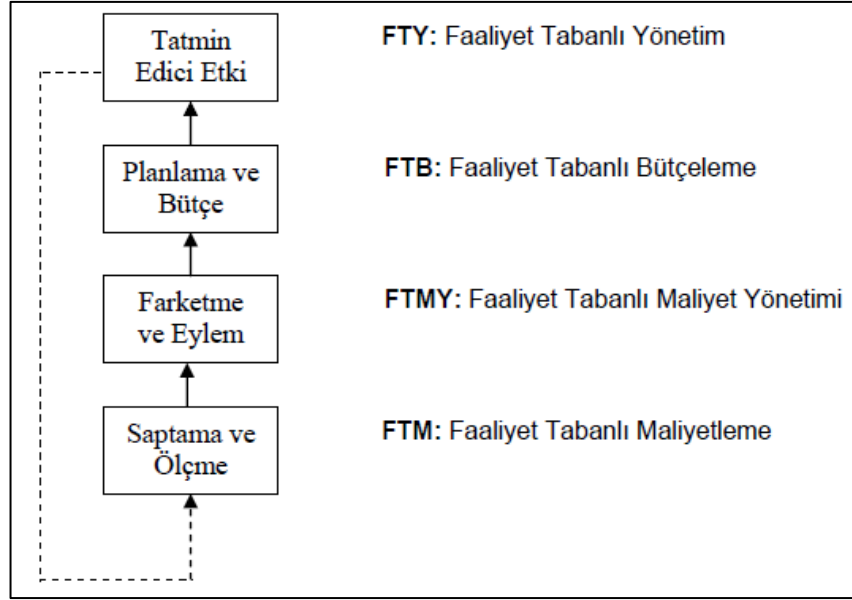 Tatmin
Edici Etki
FTY: Faaliyet Tabanlı Yönetim
Planlama ve
Bütçe
FTB: Faaliyet Tabanlı Bütçeleme
Farketme
ve Eylem
FTMY: Faaliyet Tabanlı Maliyet Yönetimi
Saptama ve
Ölçme
FTM: Faaliyet Tabanlı Maliyetleme